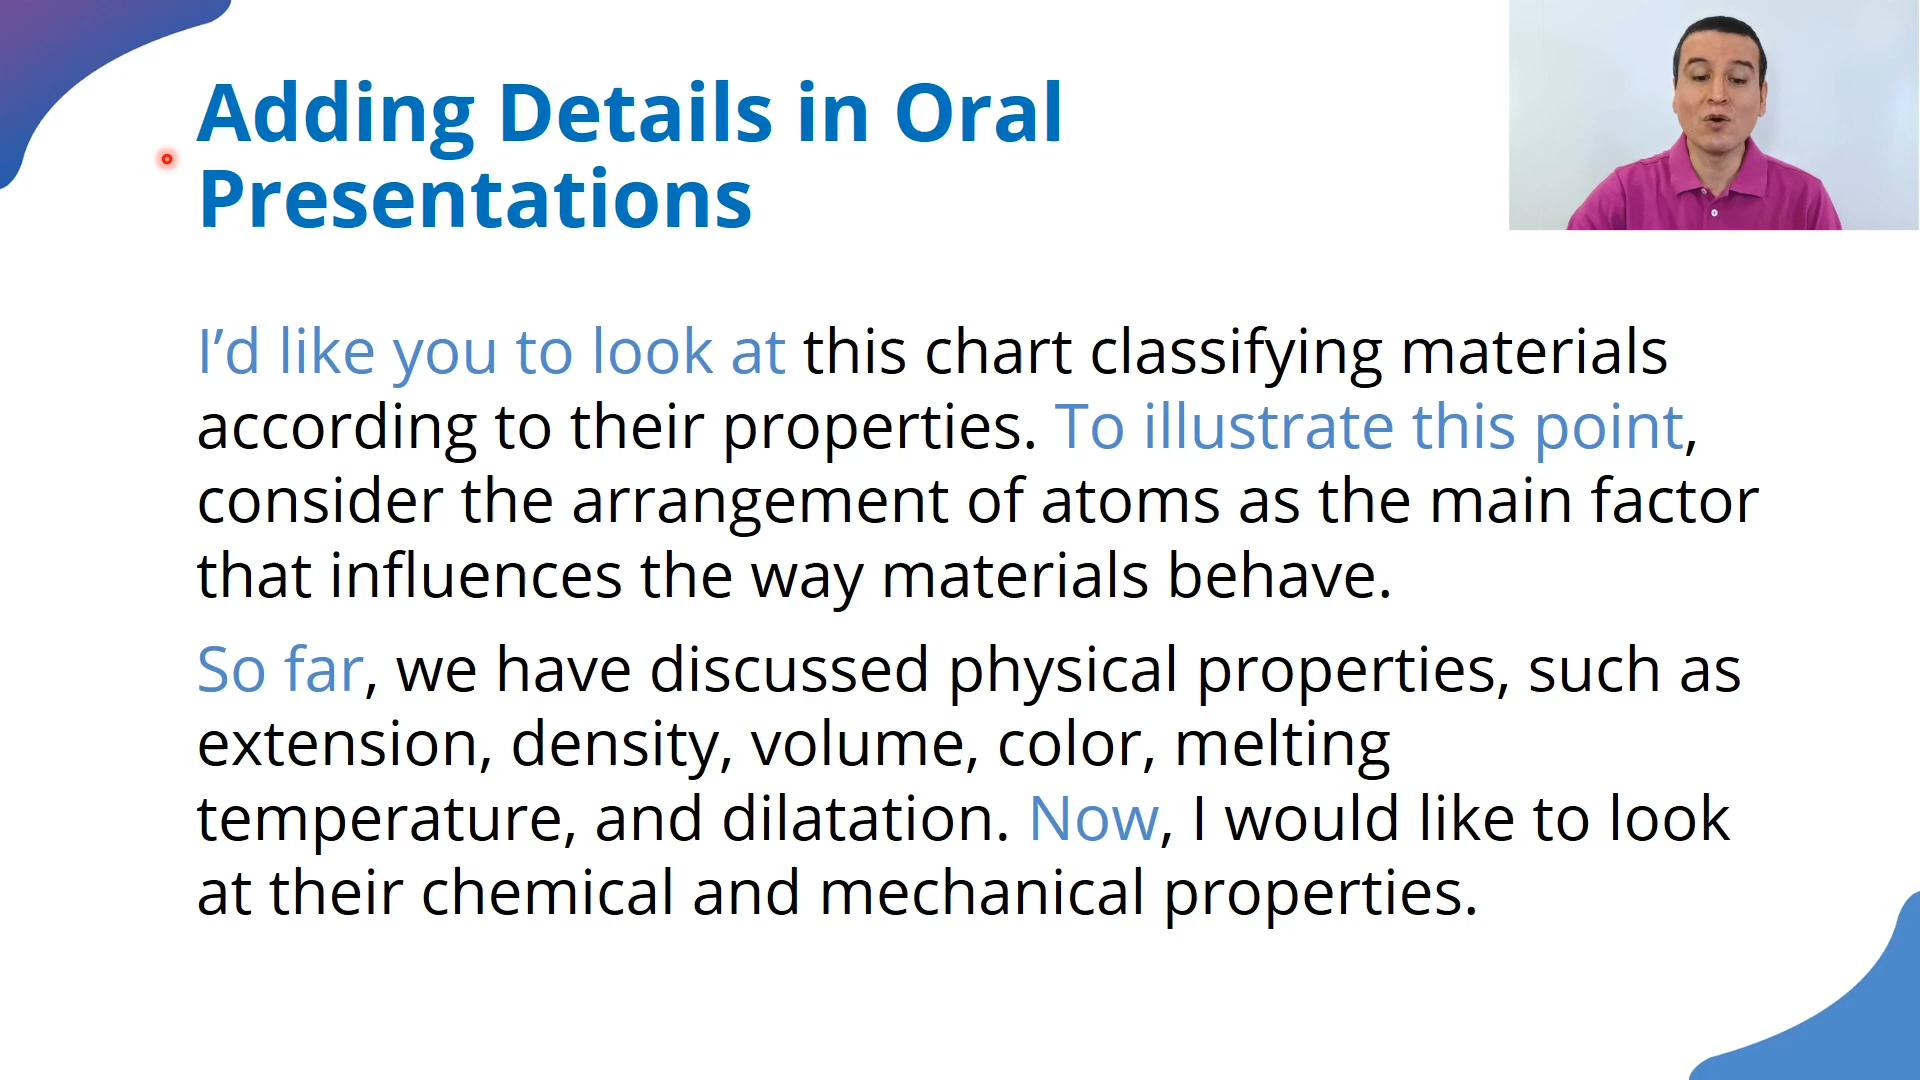 Adding Details in Oral
Presentations
I’d like you to look at this chart classifying materials
according to their properties. To illustrate this point,
consider the arrangement of atoms as the main factor
that influences the way materials behave.
So far, we have discussed physical properties, such as
extension, density, volume, color, melting
temperature, and dilatation. Now, I would like to look
at their chemical and mechanical properties.